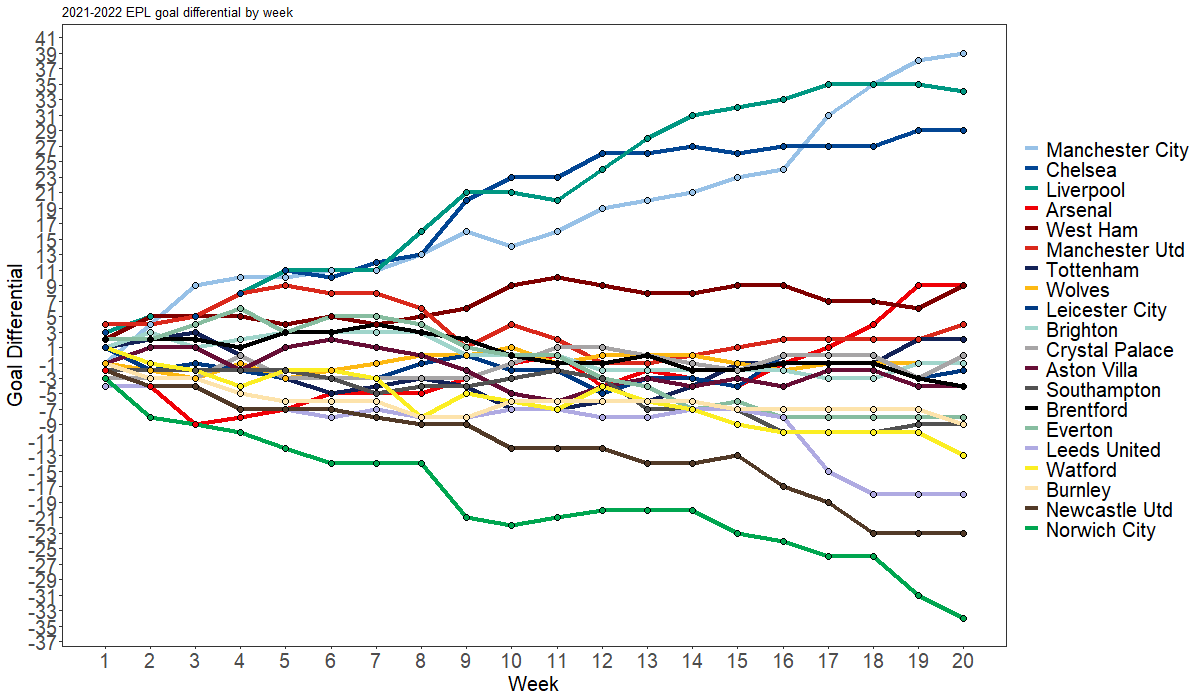 2021-2022 EPL goal differential by week
41
39
37
35
33
31
29
27
25
23
21
19
17
15
13
11
9
7
5
3
1
-1
-3
-5
-7
-9
-11
-13
-15
-17
-19
-21
-23
-25
-27
-29
-31
-33
-35
-37
Goal Differential
1 2 3 4 5 6 7 8 9 10 11 12 13 14 15 16 17 18 19 20
Week
Manchester City
Chelsea
Liverpool
Arsenal
West Ham
Manchester Utd
Tottenham
Wolves
Leicester City
Brighton
Crystal Palace
Aston Villa
Southampton
Brentford
Everton
Leeds United
Watford
Burnley
Newcastle Utd
Norwich City